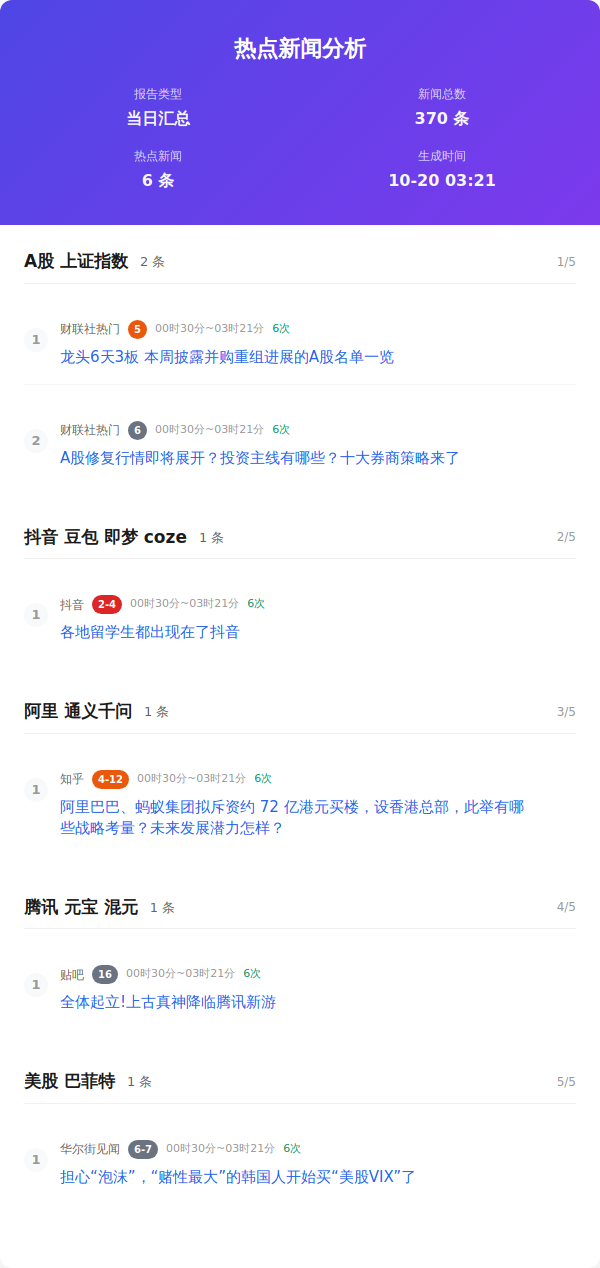 热点新闻分析
报告类型
新闻总数
当日汇总
370 条
热点新闻
生成时间
6 条
10-20 03:21
A股 上证指数 2 条 1/5
1
财联社热门 5 00时30分~03时21分 6次
龙头6天3板 本周披露并购重组进展的A股名单一览
2
财联社热门 6 00时30分~03时21分 6次
A股修复行情即将展开？投资主线有哪些？十大券商策略来了
抖音 豆包 即梦 coze 1 条 2/5
1
抖音 2-4 00时30分~03时21分 6次
各地留学生都出现在了抖音
阿里 通义千问 1 条 3/5
1
知乎 4-12 00时30分~03时21分 6次
阿里巴巴、蚂蚁集团拟斥资约 72 亿港元买楼，设香港总部，此举有哪
些战略考量？未来发展潜力怎样？
腾讯 元宝 混元 1 条 4/5
1
贴吧 16 00时30分~03时21分 6次
全体起立!上古真神降临腾讯新游
美股 巴菲特 1 条 5/5
1
华尔街见闻 6-7 00时30分~03时21分 6次
担心“泡沫”，“赌性最大”的韩国人开始买“美股VIX”了